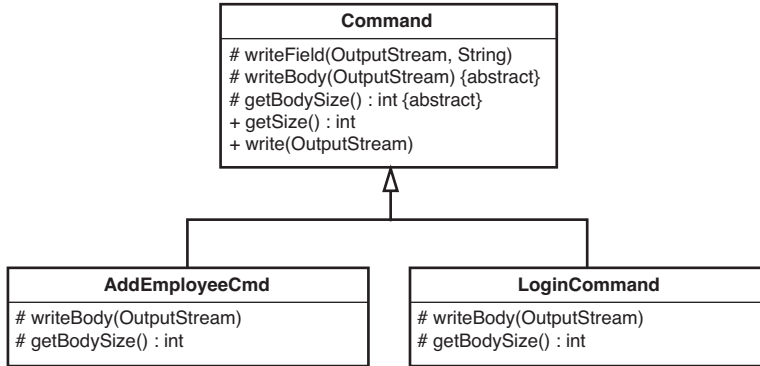 Command
# writeField(OutputStream, String)
# writeBody(OutputStream) {abstract}
# getBodySize() : int {abstract}
+ getSize() : int
+ write(OutputStream)
AddEmployeeCmd
# writeBody(OutputStream)
# getBodySize() : int
LoginCommand
# writeBody(OutputStream)
# getBodySize() : int